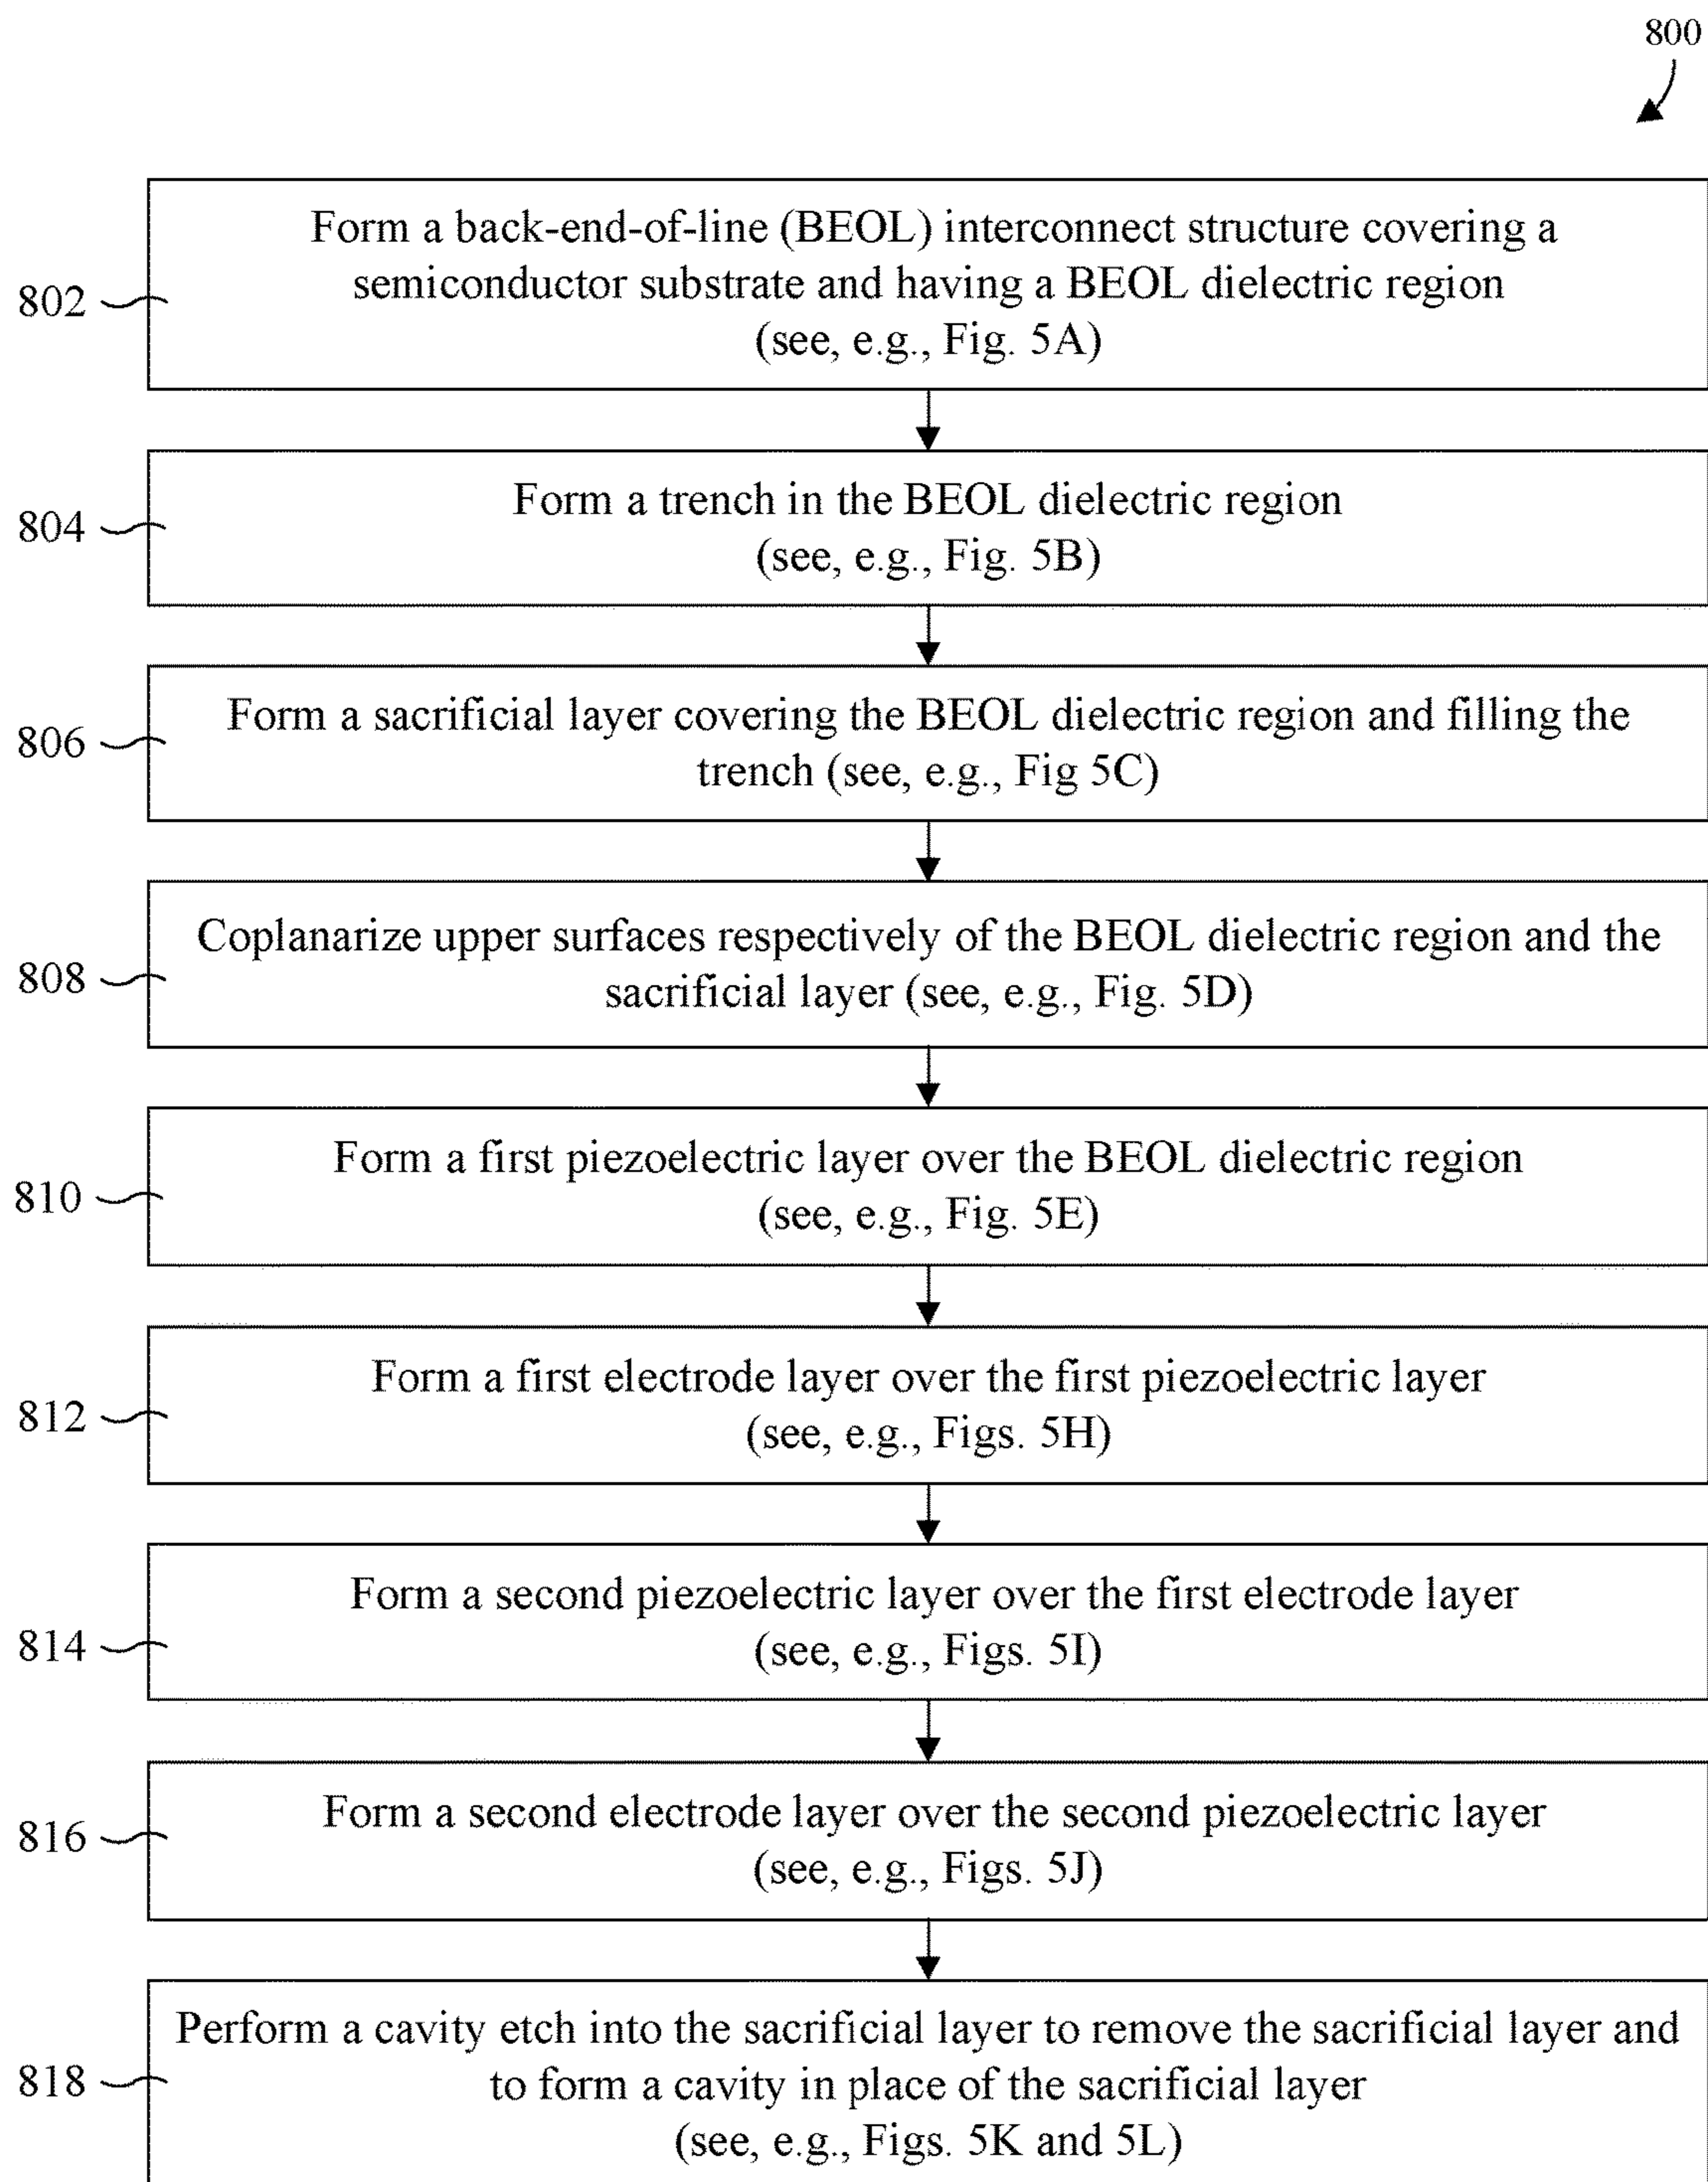 800
Form a back-end-of-line (BEOL) interconnect structure covering a
semiconductor substrate and having a BEOL dielectric region
(see, e.g., Fig. 5A)
802
Form a trench in the BEOL dielectric region
(see, e.g., Fig. 5B)
804
Form a sacrificial layer covering the BEOL dielectric region and filling the
trench (see, e.g., Fig 5C)
806
Coplanarize upper surfaces respectively of the BEOL dielectric region and the
sacrificial layer (see, e.g., Fig. 5D)
808
Form a first piezoelectric layer over the BEOL dielectric region
(see, e.g., Fig. 5E)
810
Form a first electrode layer over the first piezoelectric layer
(see, e.g., Figs. 5H)
812
Form a second piezoelectric layer over the first electrode layer
(see, e.g., Figs. 5I)
814
Form a second electrode layer over the second piezoelectric layer
(see, e.g., Figs. 5J)
816
Perform a cavity etch into the sacrificial layer to remove the sacrificial layer and
to form a cavity in place of the sacrificial layer
(see, e.g., Figs. 5K and 5L)
818